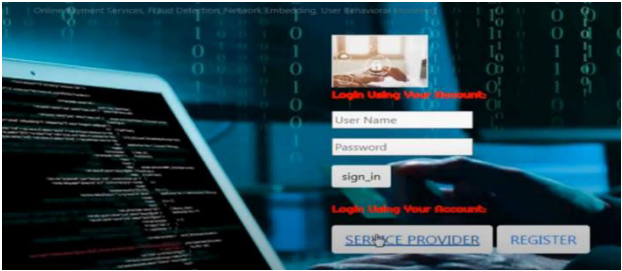 Online Payment Services, Fraud Detection, Network Embedding, User Behavioral
Login Using Your Account:
User Name
Password
sign_in
Login Using Your Account:
SERVICE PROVIDER
REGISTER